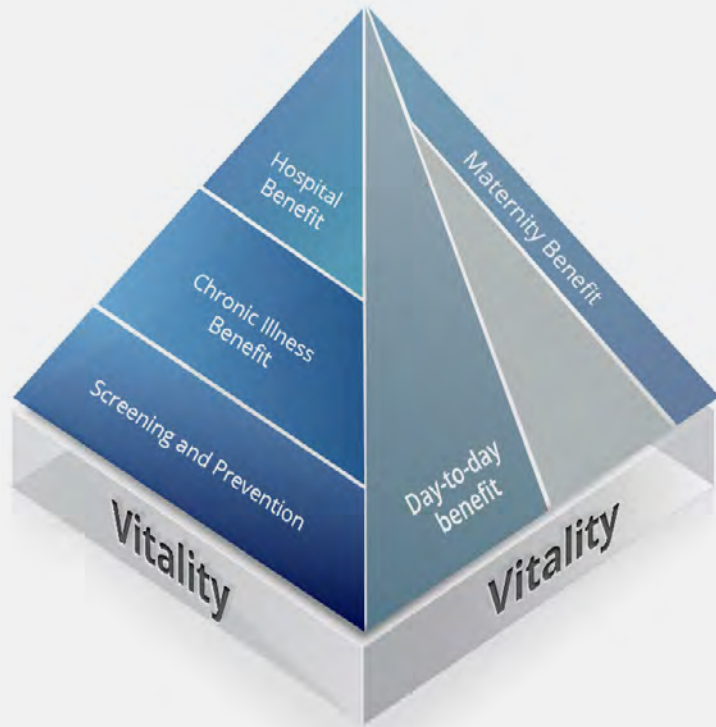 Hospital
Benefit
Chronic Illness
Benefit
Screening and Prevention
Vitality
Maternity Benefit
Day-to-day
benefit
Vitality